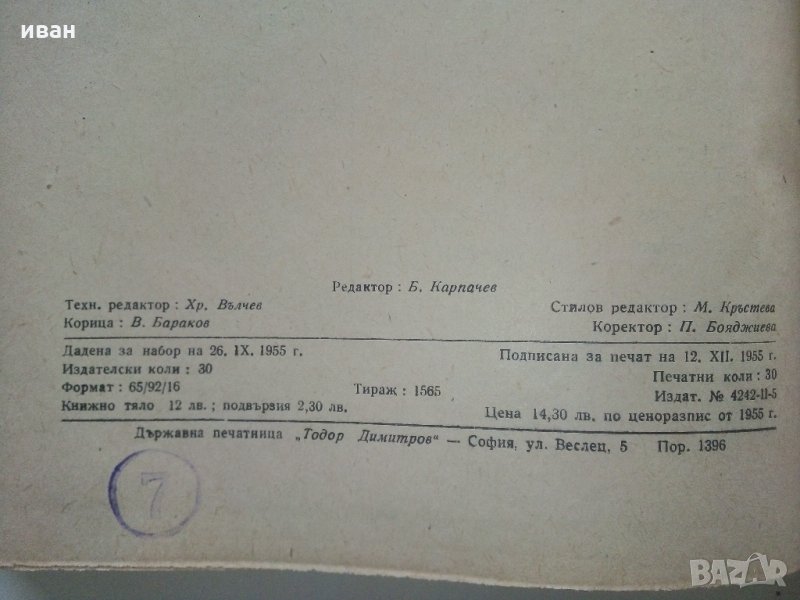 иван
Редактор : Б. Карпачев
Техн. редактор : Хр. Вълчев
Стилов редактор : М. Кръстева
Корица : В. Бараков
Коректор : П. Бояджиева
Дадена за набор на 26. IX. 1955 г.
Подписана за печат на 12. XII. 1955 г.
Издателски коли : 30
Печатни коли : 30
Формат : 65/92/16
Тираж : 1565
Издат. № 4242-II-5
Книжно тяло 12 лв. ; подвързия 2,30 лв.
Цена 14,30 лв. по ценоразпис от 1955 г.
Държавна печатница „Тодор Димитров“ — София, ул. Веслец, 5 Пор. 1396
7
BAZAR